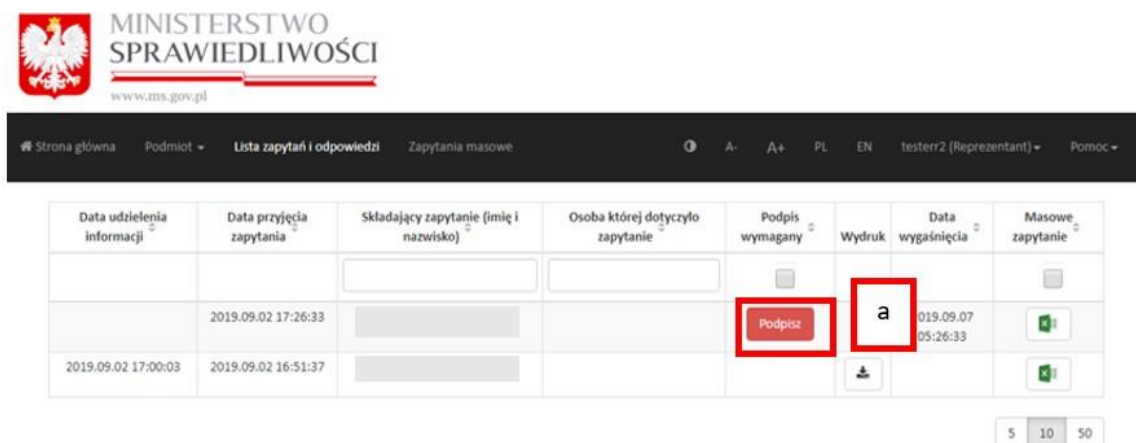 MINISTERSTWO
SPRAWIEDLIWOŚCI
www.ms.gov.pl
Strona główna Podmiot Lista zapytań i odpowiedzi Zapytania masowe A- A+ PL EN testerr2 (Reprezentant) Pomoc
Data udzielenia informacji Data przyjęcia zapytania Składający zapytanie (imię i nazwisko) Osoba której dotyczyło zapytanie Podpis wymagany Wydruk Data wygaśnięcia Masowe zapytanie
2019.09.02 17:26:33 Podpisz a 019.09.07
05:26:33
2019.09.02 17:00:03 2019.09.02 16:51:37
5 10 50